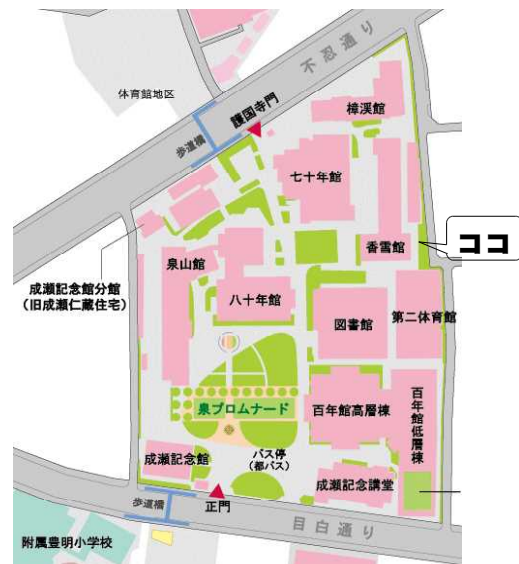 不忍通り
体育館地区
護国寺門
歩道橋
樟渓館
七十年館
香雪館
ココ
成瀬記念館分館
(旧成瀬仁蔵住宅)
泉山館
八十年館
図書館
第二体育館
泉プロムナード
百年館高層棟
百年館低層棟
成瀬記念館
バス停
(都バス)
成瀬記念講堂
歩道橋
正門
目白通り
附属豊明小学校